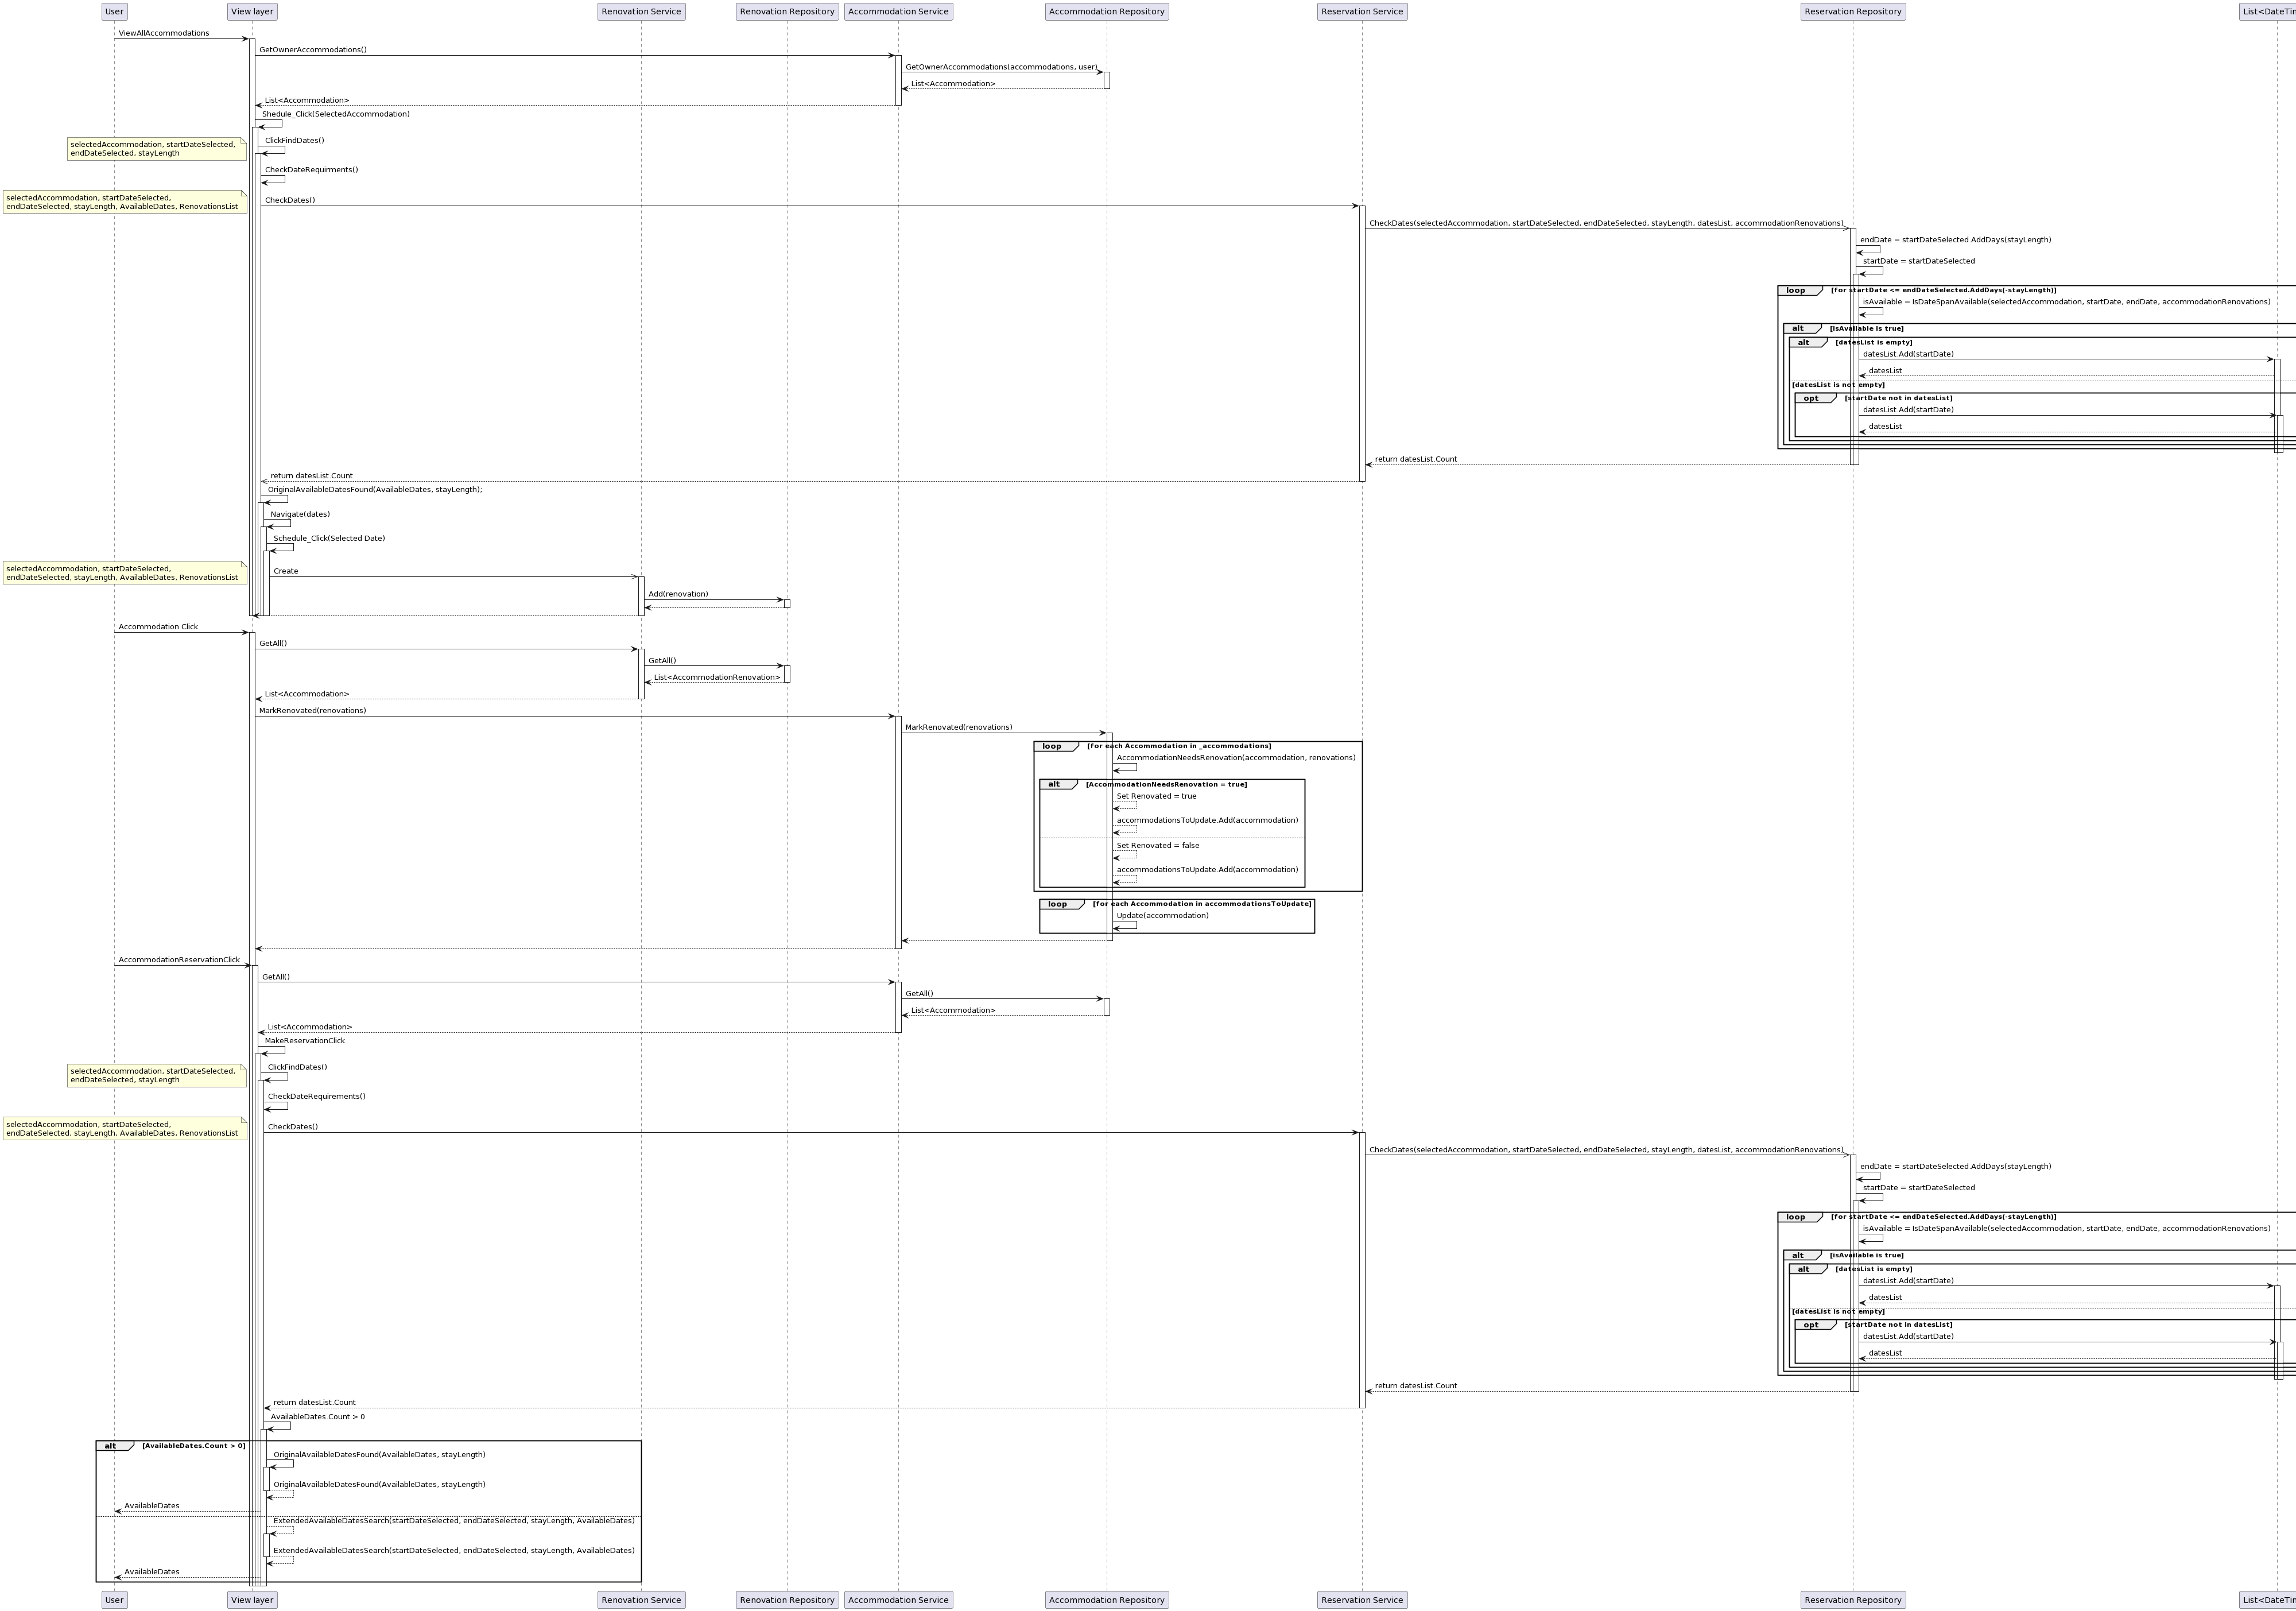 User
View layer
Renovation Service
Renovation Repository
Accommodation Service
Accommodation Repository
Reservation Service
Reservation Repository
List<DateTim
ViewAllAccommodations
GetOwnerAccommodations()
GetOwnerAccommodations(accommodations, user)
List<Accommodation>
List<Accommodation>
Shedule_Click(SelectedAccommodation)
selectedAccommodation, startDateSelected,
endDateSelected, stayLength
ClickFindDates()
CheckDateRequirments()
selectedAccommodation, startDateSelected,
endDateSelected, stayLength, AvailableDates, RenovationsList
CheckDates()
CheckDates(selectedAccommodation, startDateSelected, endDateSelected, stayLength, datesList, accommodationRenovations)
endDate = startDateSelected.AddDays(stayLength)
startDate = startDateSelected
loop [for startDate <= endDateSelected.AddDays(-stayLength)]
isAvailable = IsDateSpanAvailable(selectedAccommodation, startDate, endDate, accommodationRenovations)
alt [isAvailable is true]
alt [datesList is empty]
datesList.Add(startDate)
datesList
[datesList is not empty]
opt [startDate not in datesList]
datesList.Add(startDate)
datesList
return datesList.Count
return datesList.Count
OriginalAvailableDatesFound(AvailableDates, stayLength);
Navigate(dates)
Schedule_Click(Selected Date)
selectedAccommodation, startDateSelected,
endDateSelected, stayLength, AvailableDates, RenovationsList
Create
Add(renovation)
Accommodation Click
GetAll()
GetAll()
List<AccommodationRenovation>
List<Accommodation>
MarkRenovated(renovations)
MarkRenovated(renovations)
loop [for each Accommodation in _accommodations]
AccommodationNeedsRenovation(accommodation, renovations)
alt [AccommodationNeedsRenovation = true]
Set Renovated = true
accommodationsToUpdate.Add(accommodation)
Set Renovated = false
accommodationsToUpdate.Add(accommodation)
loop [for each Accommodation in accommodationsToUpdate]
Update(accommodation)
AccommodationReservationClick
GetAll()
GetAll()
List<Accommodation>
List<Accommodation>
MakeReservationClick
selectedAccommodation, startDateSelected,
endDateSelected, stayLength
ClickFindDates()
CheckDateRequirements()
selectedAccommodation, startDateSelected,
endDateSelected, stayLength, AvailableDates, RenovationsList
CheckDates()
CheckDates(selectedAccommodation, startDateSelected, endDateSelected, stayLength, datesList, accommodationRenovations)
endDate = startDateSelected.AddDays(stayLength)
startDate = startDateSelected
loop [for startDate <= endDateSelected.AddDays(-stayLength)]
isAvailable = IsDateSpanAvailable(selectedAccommodation, startDate, endDate, accommodationRenovations)
alt [isAvailable is true]
alt [datesList is empty]
datesList.Add(startDate)
datesList
[datesList is not empty]
opt [startDate not in datesList]
datesList.Add(startDate)
datesList
return datesList.Count
return datesList.Count
AvailableDates.Count > 0
alt [AvailableDates.Count > 0]
OriginalAvailableDatesFound(AvailableDates, stayLength)
OriginalAvailableDatesFound(AvailableDates, stayLength)
AvailableDates
ExtendedAvailableDatesSearch(startDateSelected, endDateSelected, stayLength, AvailableDates)
ExtendedAvailableDatesSearch(startDateSelected, endDateSelected, stayLength, AvailableDates)
AvailableDates
User
View layer
Renovation Service
Renovation Repository
Accommodation Service
Accommodation Repository
Reservation Service
Reservation Repository
List<DateTim